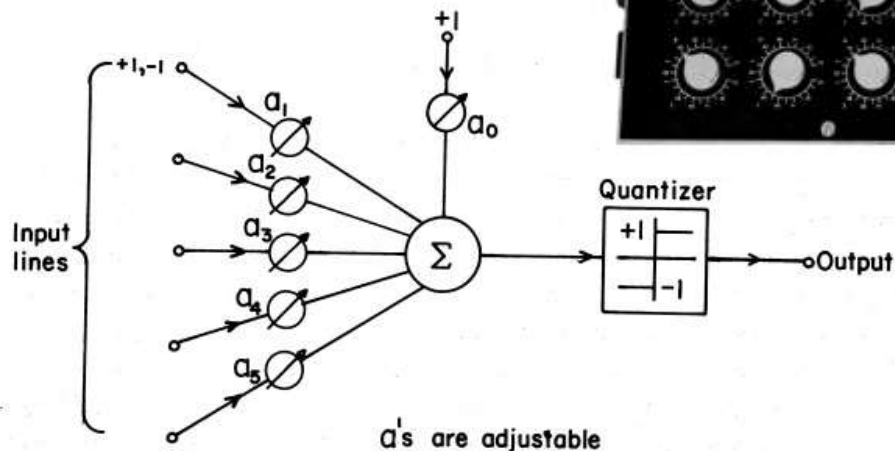 +1
+1,-1
a1
a0
a2
Quantizer
+1
-1
Input
lines
a3
Σ
Output
a4
a5
a's are adjustable